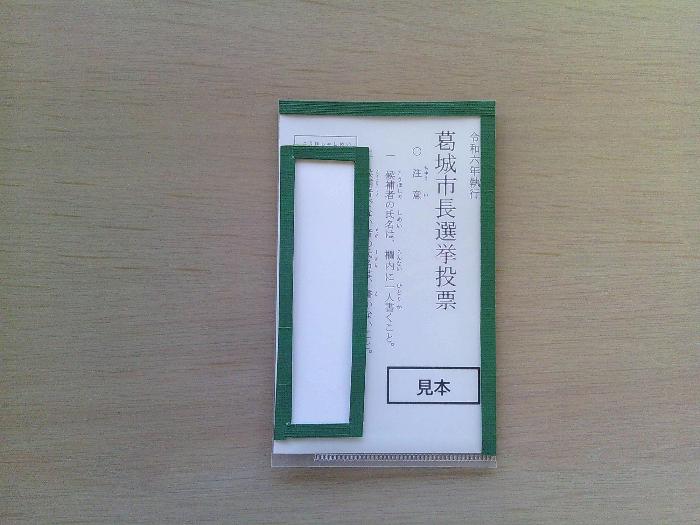 令和六年執行
葛城市長選挙投票
○注意
一 候補者の氏名は、欄内に一人書くこと。
見本